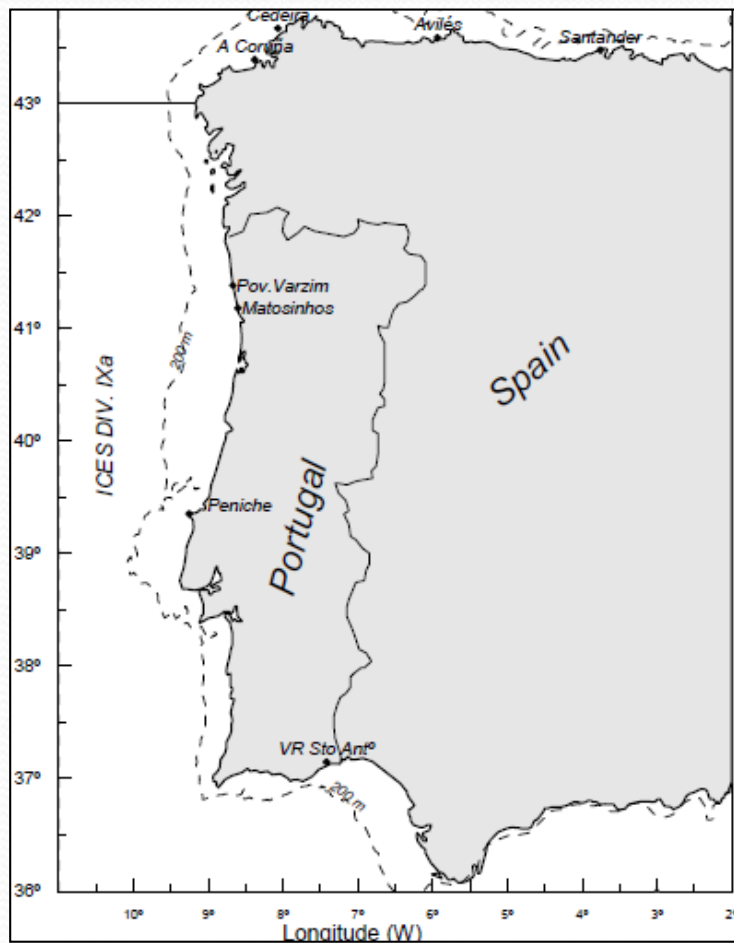 Cedeira
Avilés
A Coruña
Santander
43º
42º
Pov.Varzim
Matosinhos
41º
200 m
Spain
ICES DIV. IXa
40º
Portugal
Peniche
39º
38º
VR Sto Antº
37º
200 m
36º
10º 9º 8º 7º 6º 5º 4º 3º 2º
Longitude (W)